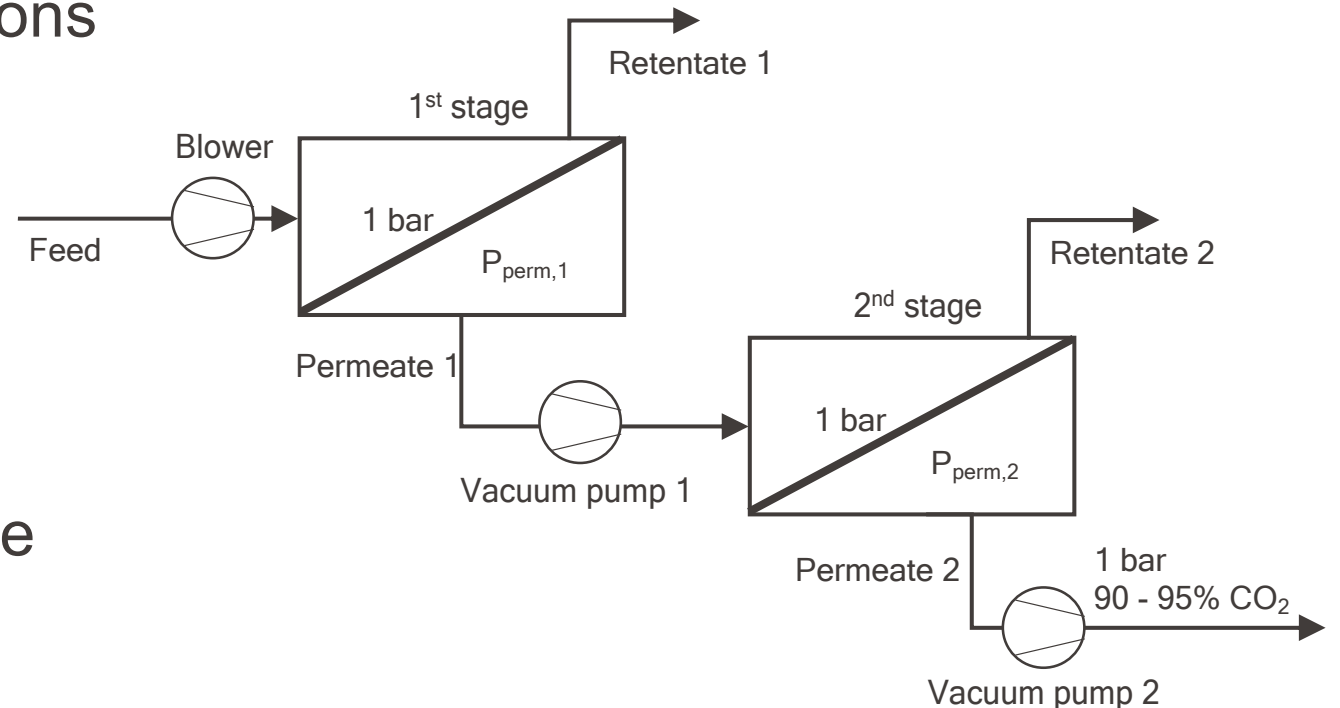 ons
Retentate 1
1st stage
Blower
1 bar
Feed
Pperm,1
Retentate 2
2nd stage
Permeate 1
1 bar
Pperm,2
Vacuum pump 1
e
1 bar
Permeate 2
90 - 95% CO2
Vacuum pump 2